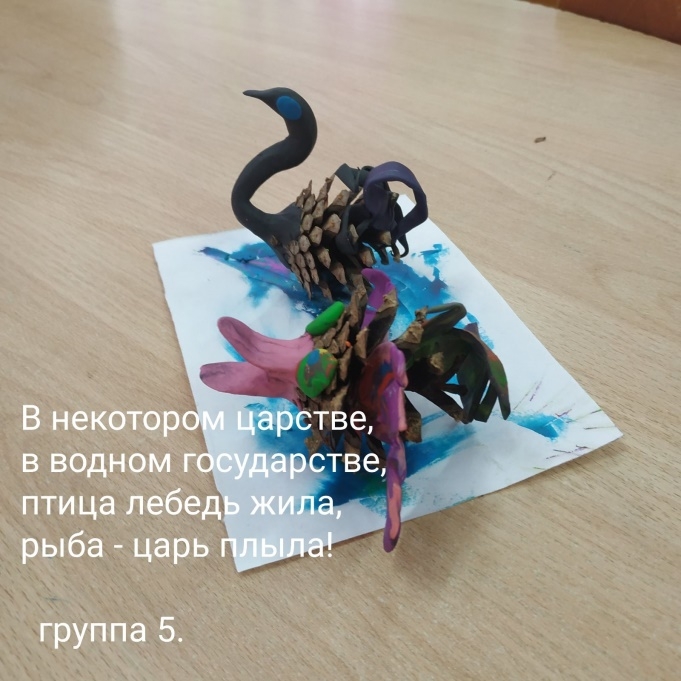 В некотором царстве,
в водном государстве,
птица лебедь жила,
рыба - царь плыла!
группа 5.